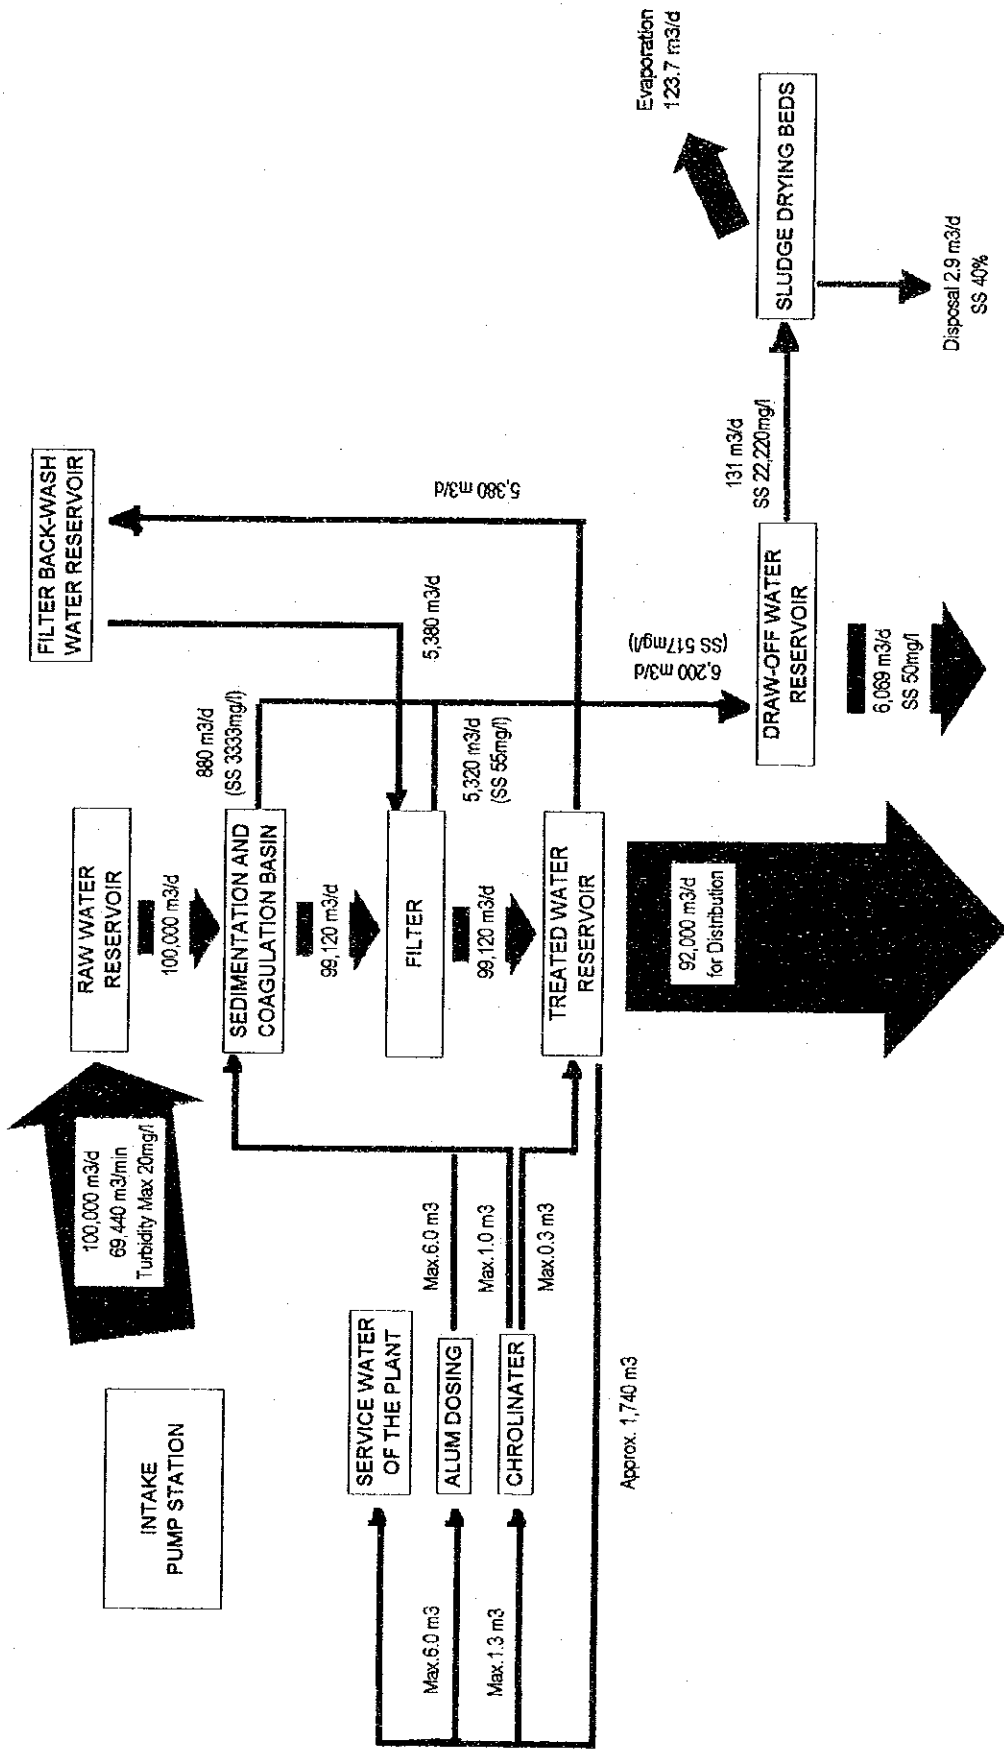 INTAKE
PUMP STATION
100,000 m3/d
69,440 m3/min
Turbidity Max 20mg/l
RAW WATER
RESERVOIR
100,000 m3/d
FILTER BACK-WASH
WATER RESERVOIR
SEDIMENTATION AND
COAGULATION BASIN
880 m3/d
(SS 3333mg/l)
99,120 m3/d
SERVICE WATER
OF THE PLANT
FILTER
5,380 m3/d
5,380 m3/d
Max.6.0 m3
ALUM DOSING
Max.6.0 m3
99,120 m3/d
5,320 m3/d
(SS 55mg/l)
Max.1.3 m3
CHROLINATER
Max.1.0 m3
Max.0.3 m3
TREATED WATER
RESERVOIR
6,200 m3/d
(SS 517mg/l)
Approx. 1,740 m3
92,000 m3/d
for Distribution
DRAW-OFF WATER
RESERVOIR
131 m3/d
SS 22,220mg/l
SLUDGE DRYING BEDS
Evaporation
123.7 m3/d
6,069 m3/d
SS 50mg/l
Disposal 2.9 m3/d
SS 40%